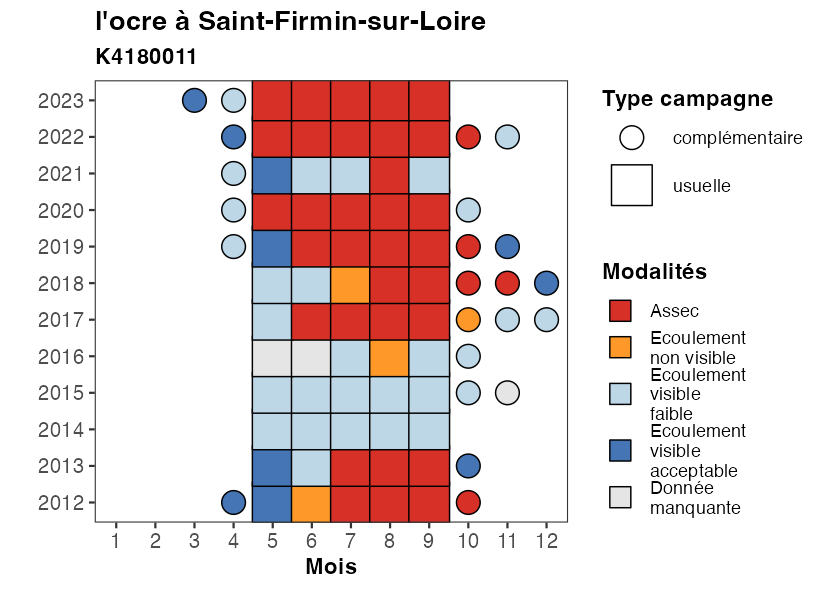 l'ocre à Saint-Firmin-sur-Loire
K4180011
2023
2022
2021
2020
2019
2018
2017
2016
2015
2014
2013
2012
1 2 3 4 5 6 7 8 9 10 11 12
Mois
Type campagne
complémentaire
usuelle
Modalités
Assec
Ecoulement
non visible
Ecoulement
visible
faible
Ecoulement
visible
acceptable
Donnée
manquante